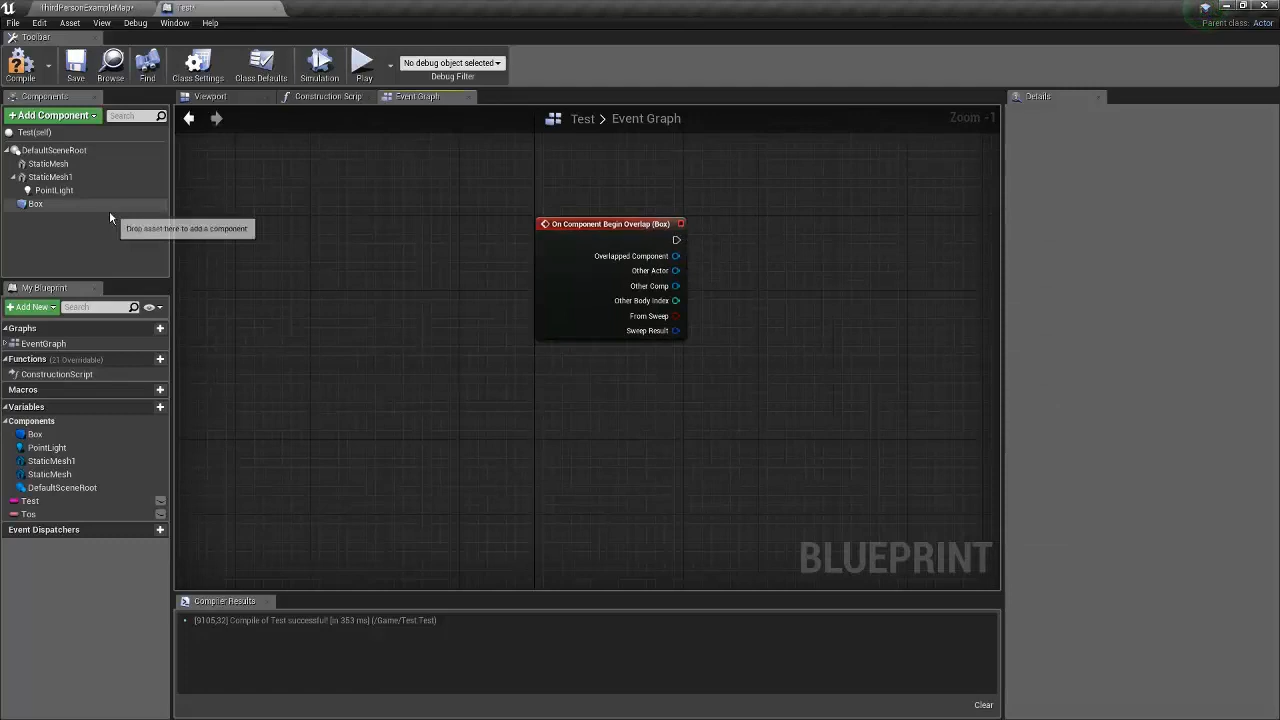 ThirdPersonExampleMap*
Test*
File Edit Asset View Debug Window Help
Parent class: Actor
Toolbar
Compile
Save
Browse
Find
Class Settings
Class Defaults
Simulation
Play
No debug object selected
Debug Filter
Components
Viewport
Construction Scrip
Event Graph
Details
+ Add Component
Search
Test > Event Graph
Zoom -1
Test(self)
DefaultSceneRoot
StaticMesh
StaticMesh1
PointLight
Box
Drop asset here to add a component
On Component Begin Overlap (Box)
Overlapped Component
Other Actor
Other Comp
Other Body Index
From Sweep
Sweep Result
My Blueprint
+ Add New
Search
Graphs
EventGraph
Functions (21 Overridable)
ConstructionScript
Macros
Variables
Components
Box
PointLight
StaticMesh1
StaticMesh
DefaultSceneRoot
Test
Tos
Event Dispatchers
BLUEPRINT
Compiler Results
[9105,32] Compile of Test successful! [in 353 ms] (/Game/Test.Test)
Clear